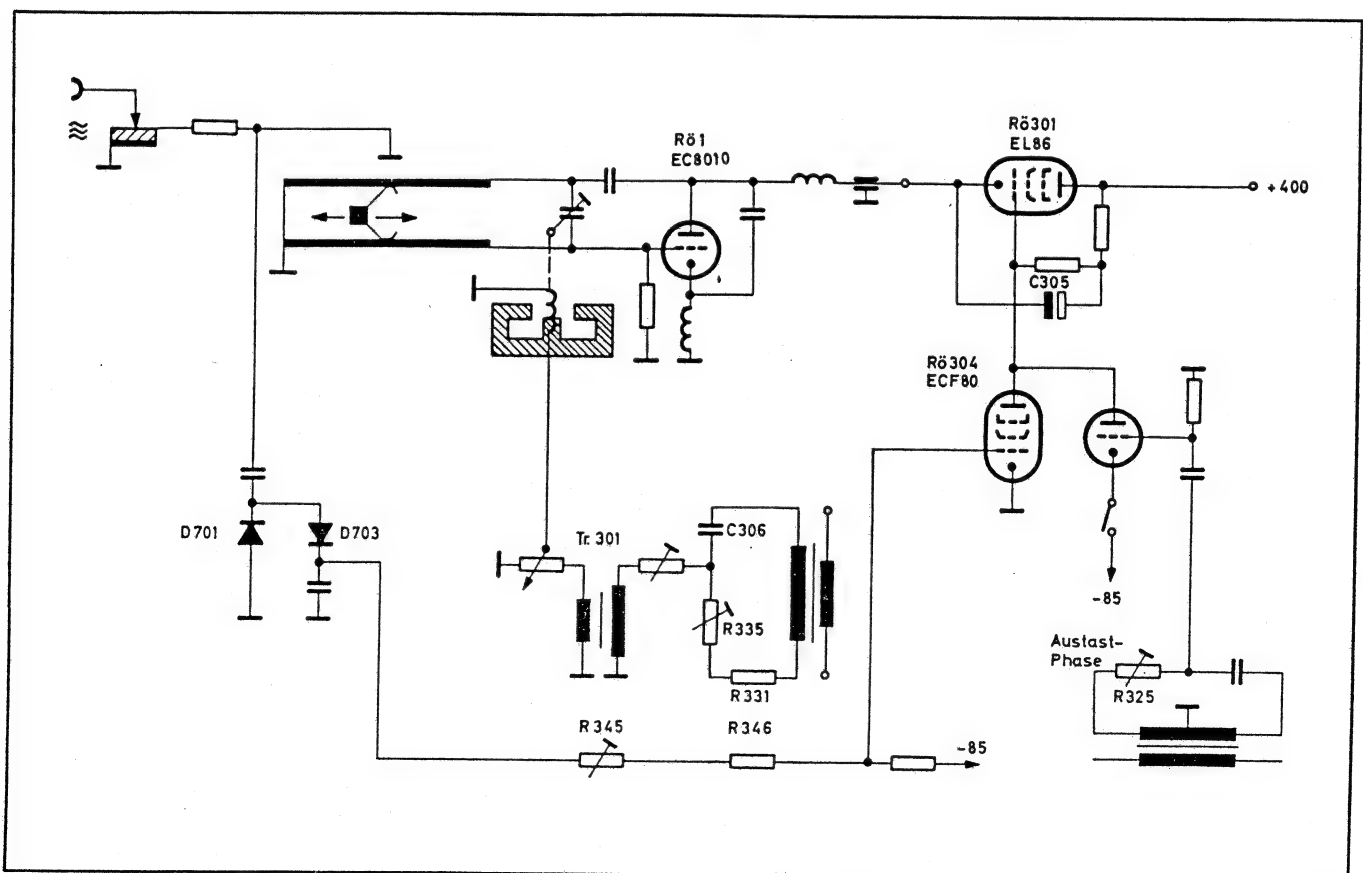 Rö1
EC8010
Rö301
EL86
+400
C305
Rö304
ECF80
D701
D703
Tr. 301
C306
R335
R331
-85
Austast-
Phase
R325
R345
R346
-85